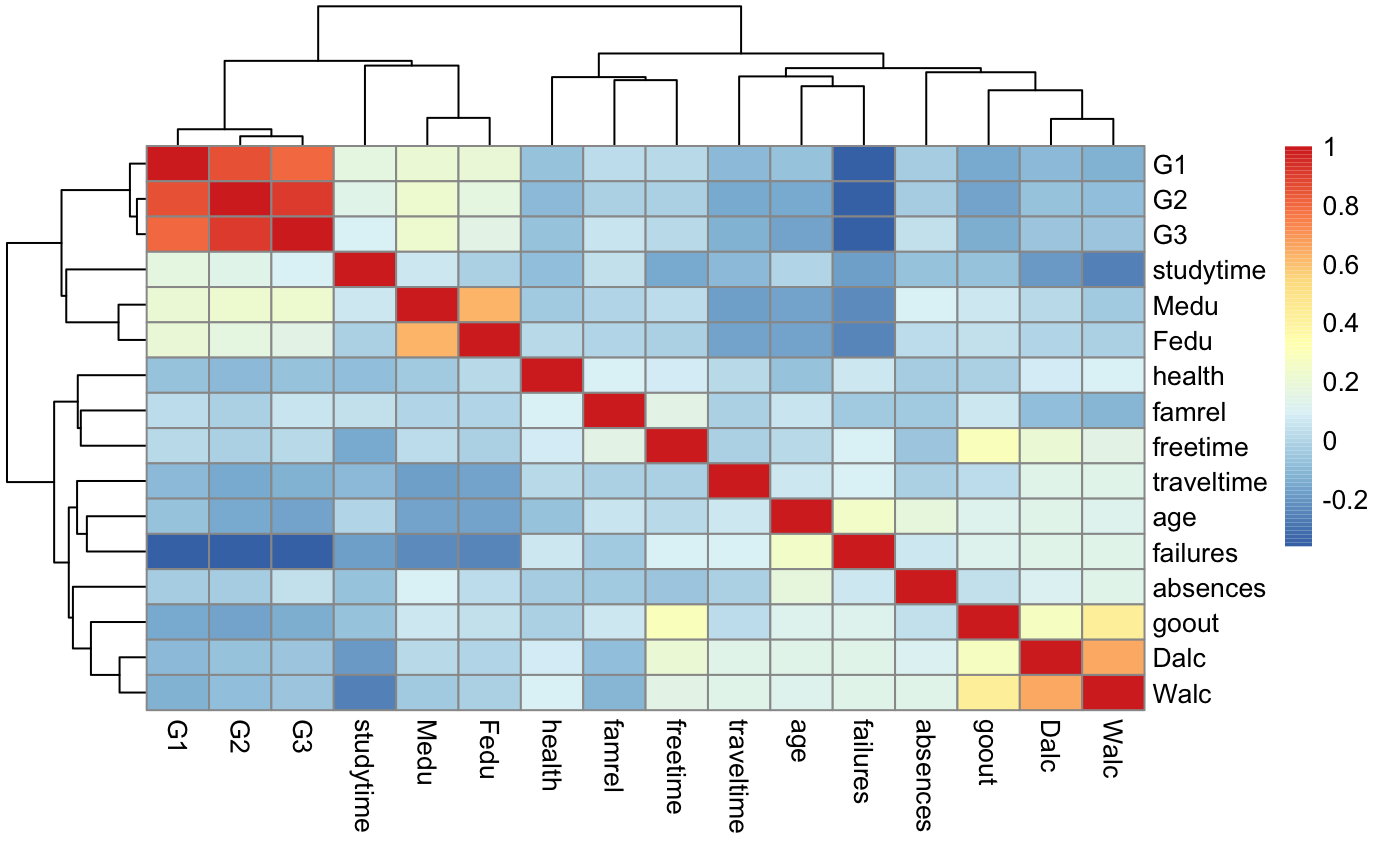 1
G1
0.8
G2
G3
0.6
studytime
0.4
Medu
Fedu
0.2
health
famrel
0
freetime
traveltime
-0.2
age
failures
absences
goout
Dalc
Walc
G1 G2 G3 studytime Medu Fedu health famrel freetime traveltime age failures absences goout Dalc Walc